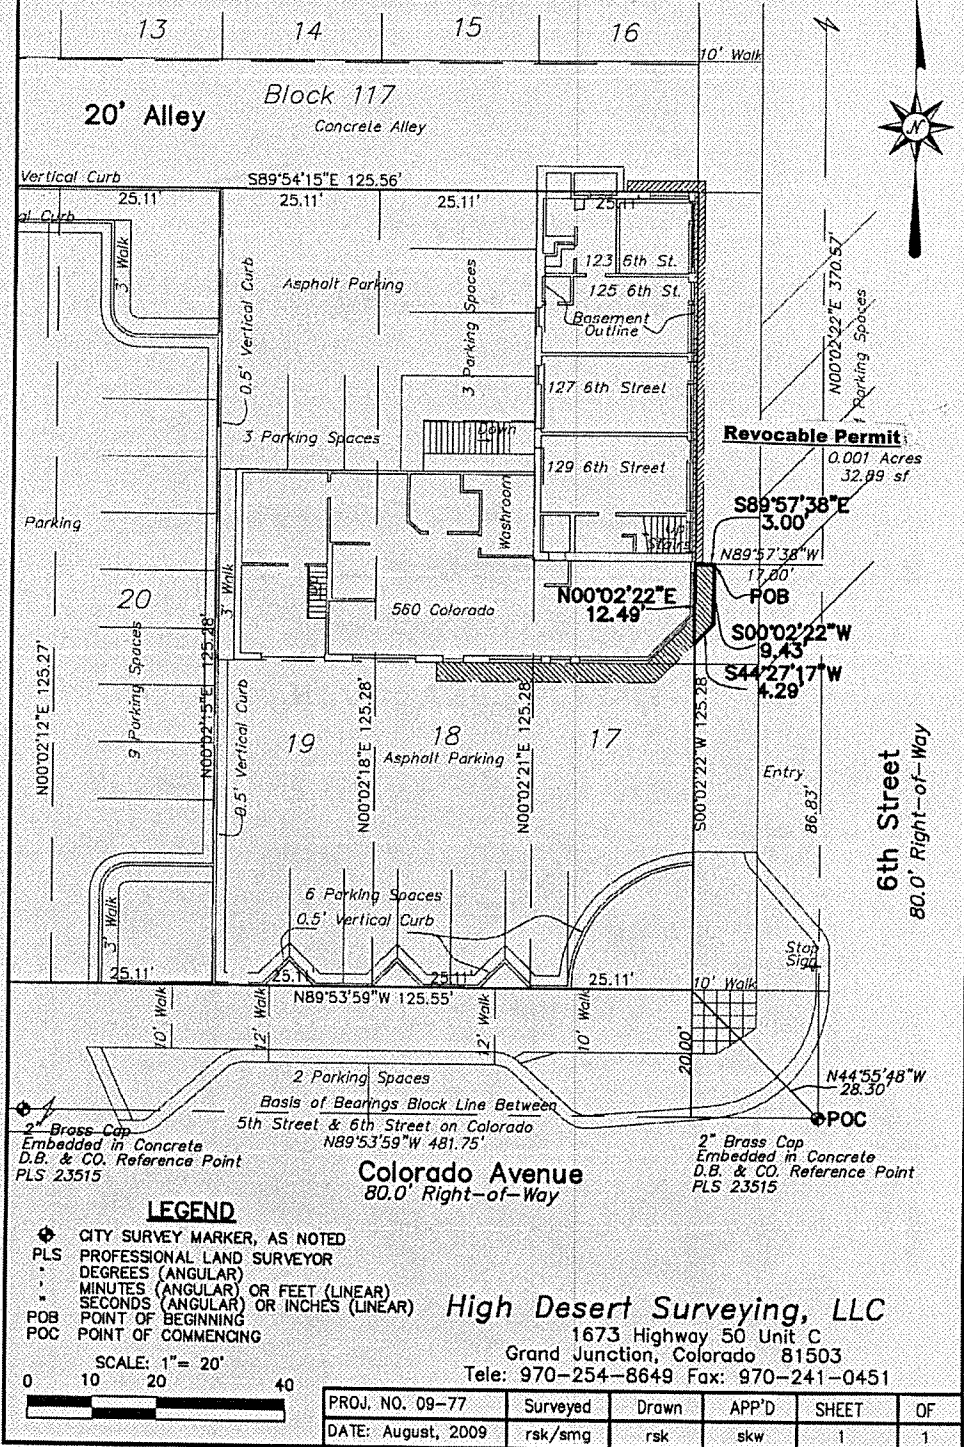 13
14
15
16
10' Walk
Block 117
20' Alley
Concrete Alley
N
Vertical Curb
S89°54'15"E 125.56'
25.11'
25.11'
25.11'
25.11'
al Curb
3' Walk
0.5' Vertical Curb
Asphalt Parking
3 Parking Spaces
123 6th St.
125 6th St.
Basement
Outline
N00°02'22"E 370.57'
Parking Spaces
127 6th Street
3 Parking Spaces
Down
Revocable Permit
0.001 Acres
32.89 sf
129 6th Street
Washroom
Up
Stairs
S89°57'38"E
3.00'
Parking
N89°57'38"W
17.00'
POB
N00°02'22"E
12.49'
3' Walk
560 Colorado
20
S00°02'22"W
9.43'
S44°27'17"W
4.29'
9 Parking Spaces
N00°02'12"E 125.27'
N00°02'15"E 125.28'
0.5' Vertical Curb
19
N00°02'18"E 125.28'
18
Asphalt Parking
N00°02'21"E 125.28
17
S00°02'22"W 125.28
Entry
86.83'
6th Street
80.0' Right-of-Way
6 Parking Spaces
0.5' Vertical Curb
3' Walk
Stop
Sign
25.11'
25.11'
25.11'
25.11'
10' Walk
N89°53'59"W 125.55'
10' Walk
12' Walk
12' Walk
10' Walk
20.00'
N44°55'48"W
28.30'
2 Parking Spaces
Basis of Bearings Block Line Between
5th Street & 6th Street on Colorado
N89°53'59"W 481.75'
POC
2" Brass Cap
Embedded in Concrete
D.B. & CO. Reference Point
PLS 23515
2" Brass Cap
Embedded in Concrete
D.B. & CO. Reference Point
PLS 23515
Colorado Avenue
80.0' Right-of-Way
LEGEND
CITY SURVEY MARKER, AS NOTED
PLS PROFESSIONAL LAND SURVEYOR
° DEGREES (ANGULAR)
' MINUTES (ANGULAR) OR FEET (LINEAR)
" SECONDS (ANGULAR) OR INCHES (LINEAR)
POB POINT OF BEGINNING
POC POINT OF COMMENCING
SCALE: 1"= 20'
0 10 20 40
High Desert Surveying, LLC
1673 Highway 50 Unit C
Grand Junction, Colorado 81503
Tele: 970-254-8649 Fax: 970-241-0451
PROJ. NO. 09-77 Surveyed Drawn APP'D SHEET OF
DATE: August, 2009 rsk/smg rsk skw 1 1